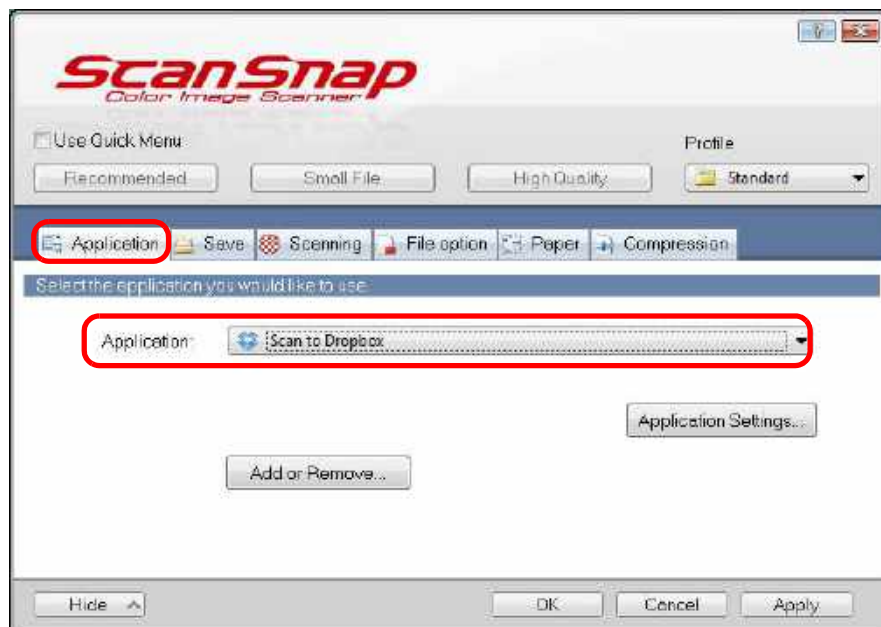 ScanSnap
Color Image Scanner
Use Quick Menu
Profile
Recommended Small File High Quality Standard
Application Save Scanning File option Paper Compression
Select the application you would like to use.
Application: Scan to Dropbox
Application Settings...
Add or Remove...
Hide OK Cancel Apply